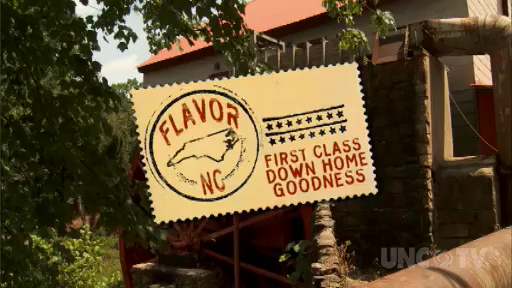 FLAVOR
NC
FIRST CLASS
DOWN HOME
GOODNESS
UNC TV